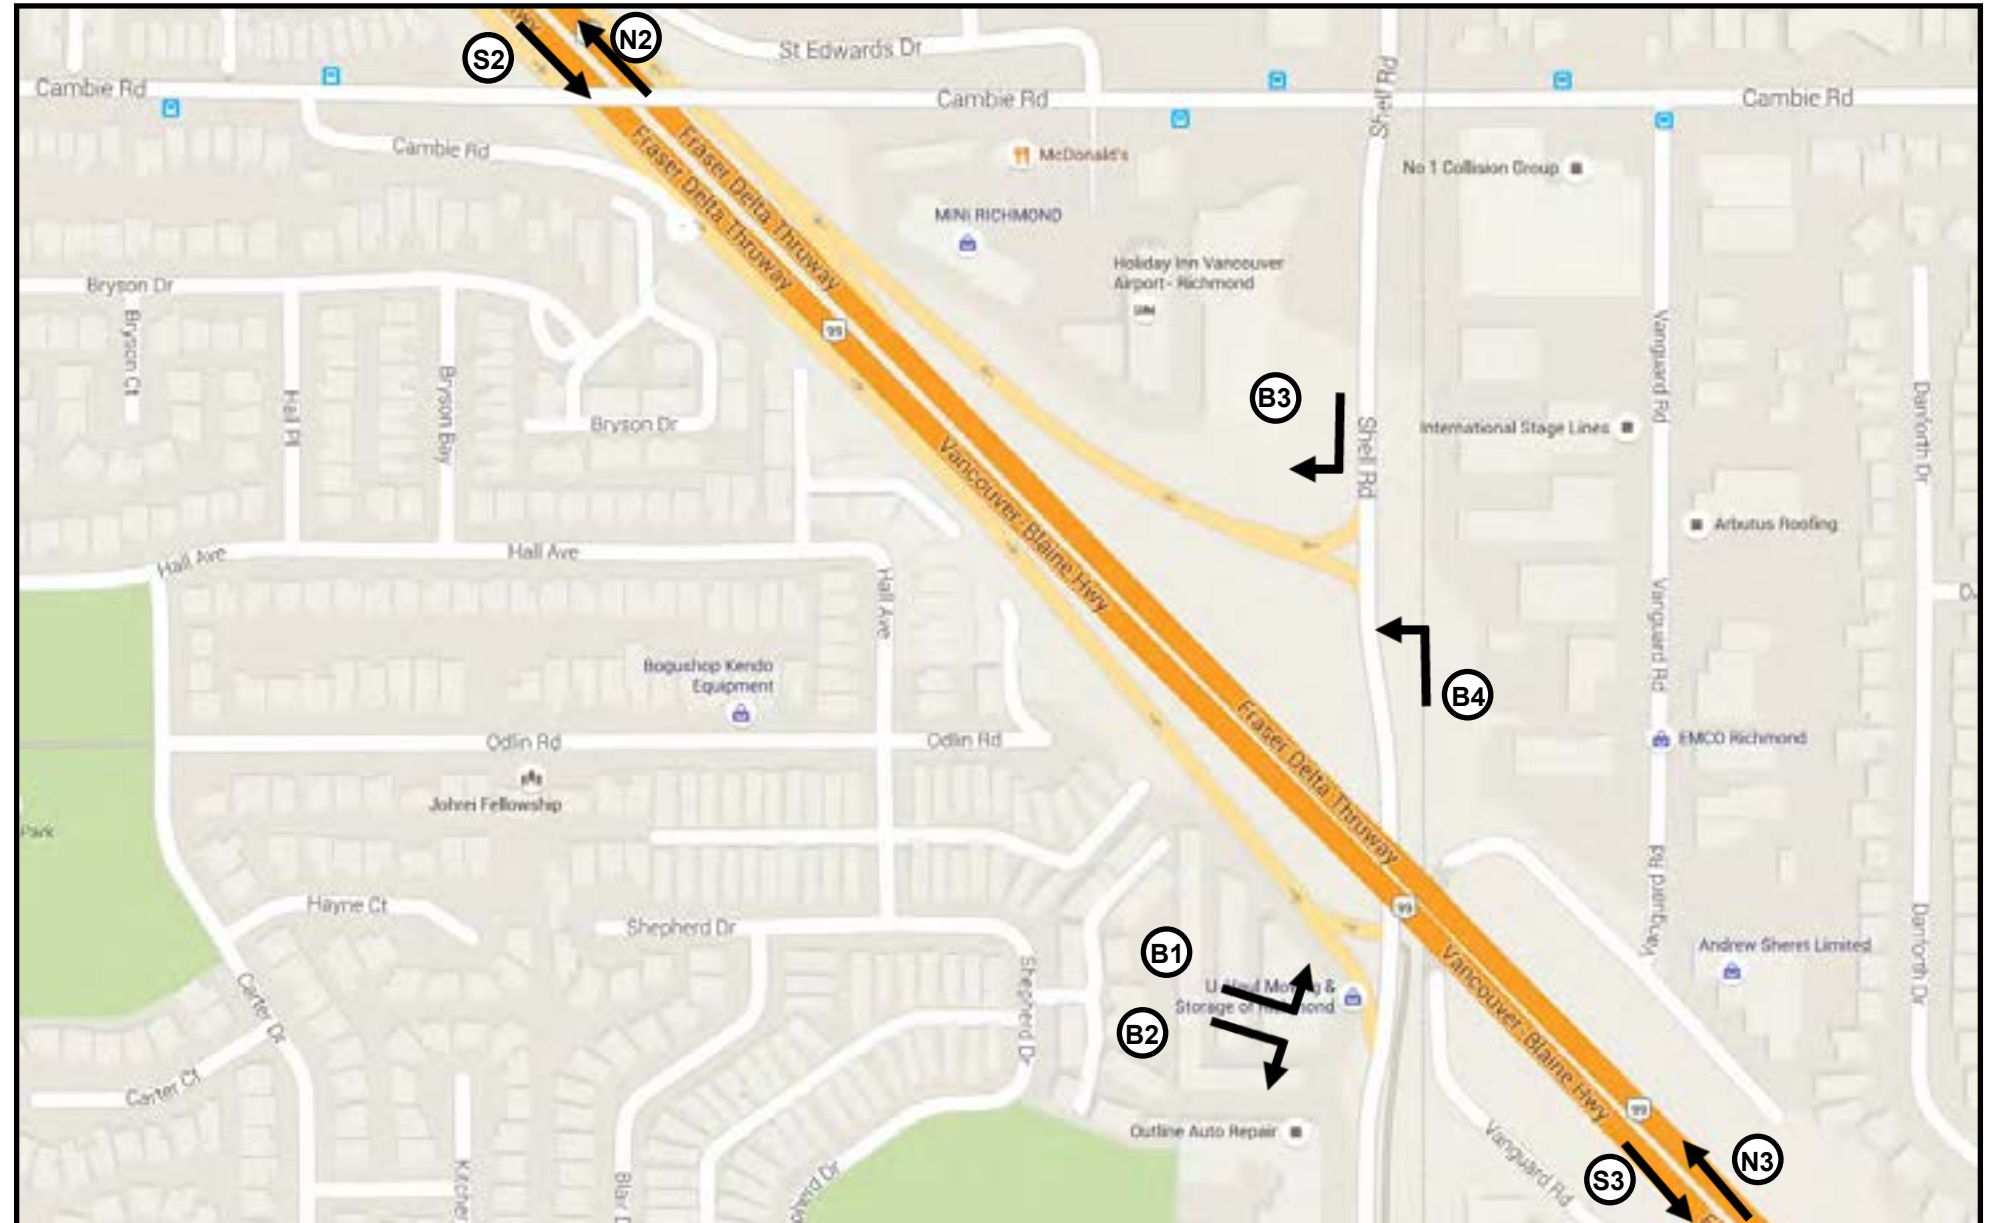 S2
N2
St Edwards Dr
Shell Rd
Cambie Rd
Cambie Rd
Cambie Rd
Cambie Rd
Fraser Delta Thruway
Fraser Delta Thruway
McDonald's
No 1 Collision Group
MINI RICHMOND
Holiday Inn Vancouver
Airport - Richmond
Bryson Dr
Bryson Ct
Hall Pl
Bryson Bay
Bryson Dr
99
B3
Shell Rd
International Stage Lines
Vanguard Rd
Danforth Dr
Vancouver-Blaine Hwy
Arbutus Roofing
Hall Ave
Hall Ave
Hall Ave
Vanguard Rd
Bogushop Kendo
Equipment
B4
Fraser Delta Thruway
EMCO Richmond
Odlin Rd
Odlin Rd
Johrei Fellowship
Park
Vanguard Rd
Hayne Ct
Shepherd Dr
99
Shepherd Dr
Carter Dr
B1
U-Haul Moving &
Storage of Richmond
B2
Andrew Sheret Limited
Danforth Dr
Vancouver-Blaine Hwy
Carter Ct
99
Outline Auto Repair
Vanguard Rd
S3
N3